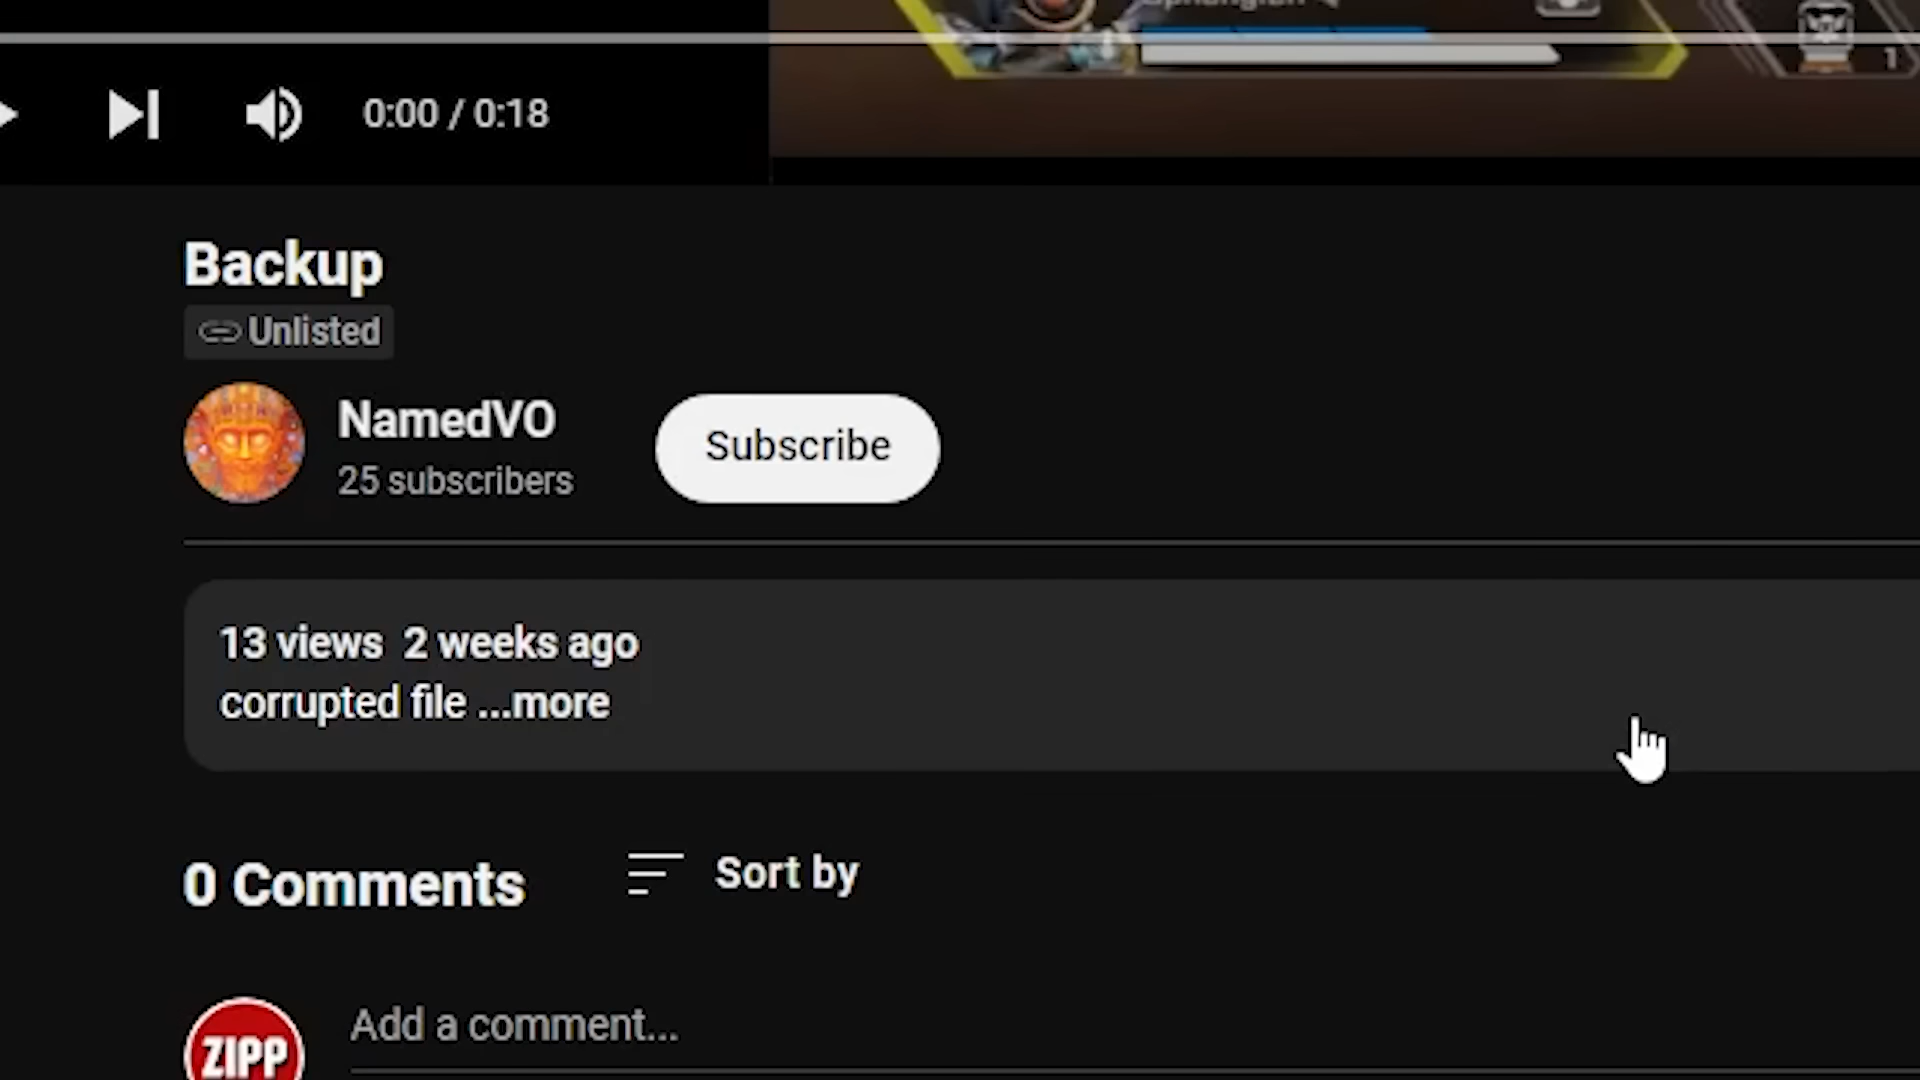 1
0:00 / 0:18
Backup
Unlisted
NamedVO
25 subscribers
Subscribe
13 views 2 weeks ago
corrupted file ...more
0 Comments
Sort by
Add a comment...
ZIPP